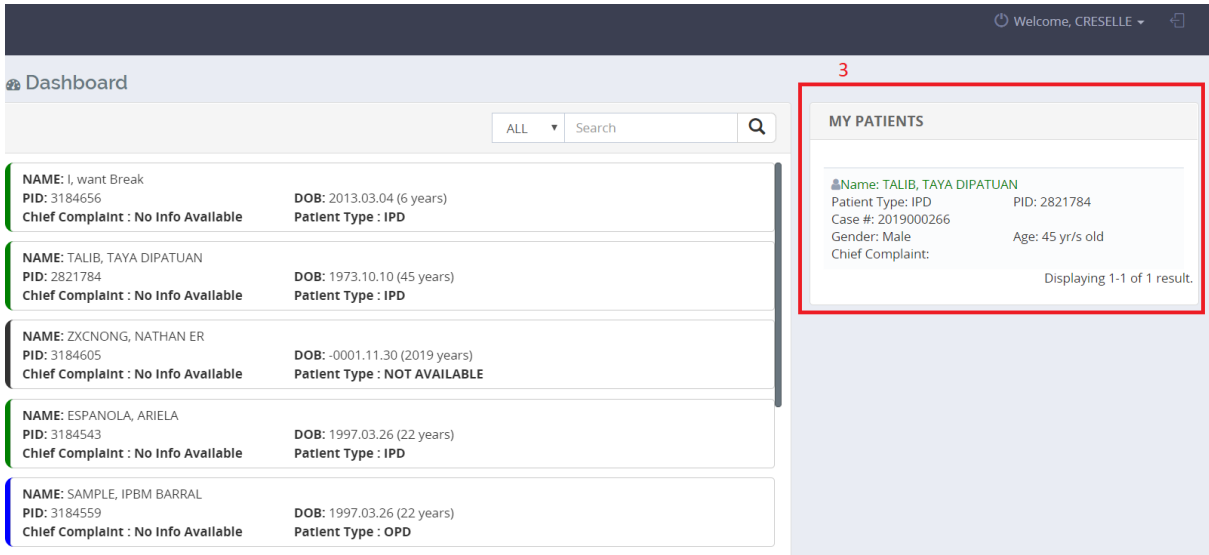 Welcome, CRESELLE
Dashboard
3
ALL Search
MY PATIENTS
NAME: I, want Break
PID: 3184656 DOB: 2013.03.04 (6 years)
Chief Complaint : No Info Available Patient Type : IPD
NAME: TALIB, TAYA DIPATUAN
PID: 2821784 DOB: 1973.10.10 (45 years)
Chief Complaint : No Info Available Patient Type : IPD
NAME: ZXCNONG, NATHAN ER
PID: 3184605 DOB: -0001.11.30 (2019 years)
Chief Complaint : No Info Available Patient Type : NOT AVAILABLE
NAME: ESPANOLA, ARIELA
PID: 3184543 DOB: 1997.03.26 (22 years)
Chief Complaint : No Info Available Patient Type : IPD
NAME: SAMPLE, IPBM BARRAL
PID: 3184559 DOB: 1997.03.26 (22 years)
Chief Complaint : No Info Available Patient Type : OPD
Name: TALIB, TAYA DIPATUAN
Patient Type: IPD PID: 2821784
Case #: 2019000266
Gender: Male Age: 45 yr/s old
Chief Complaint:
Displaying 1-1 of 1 result.